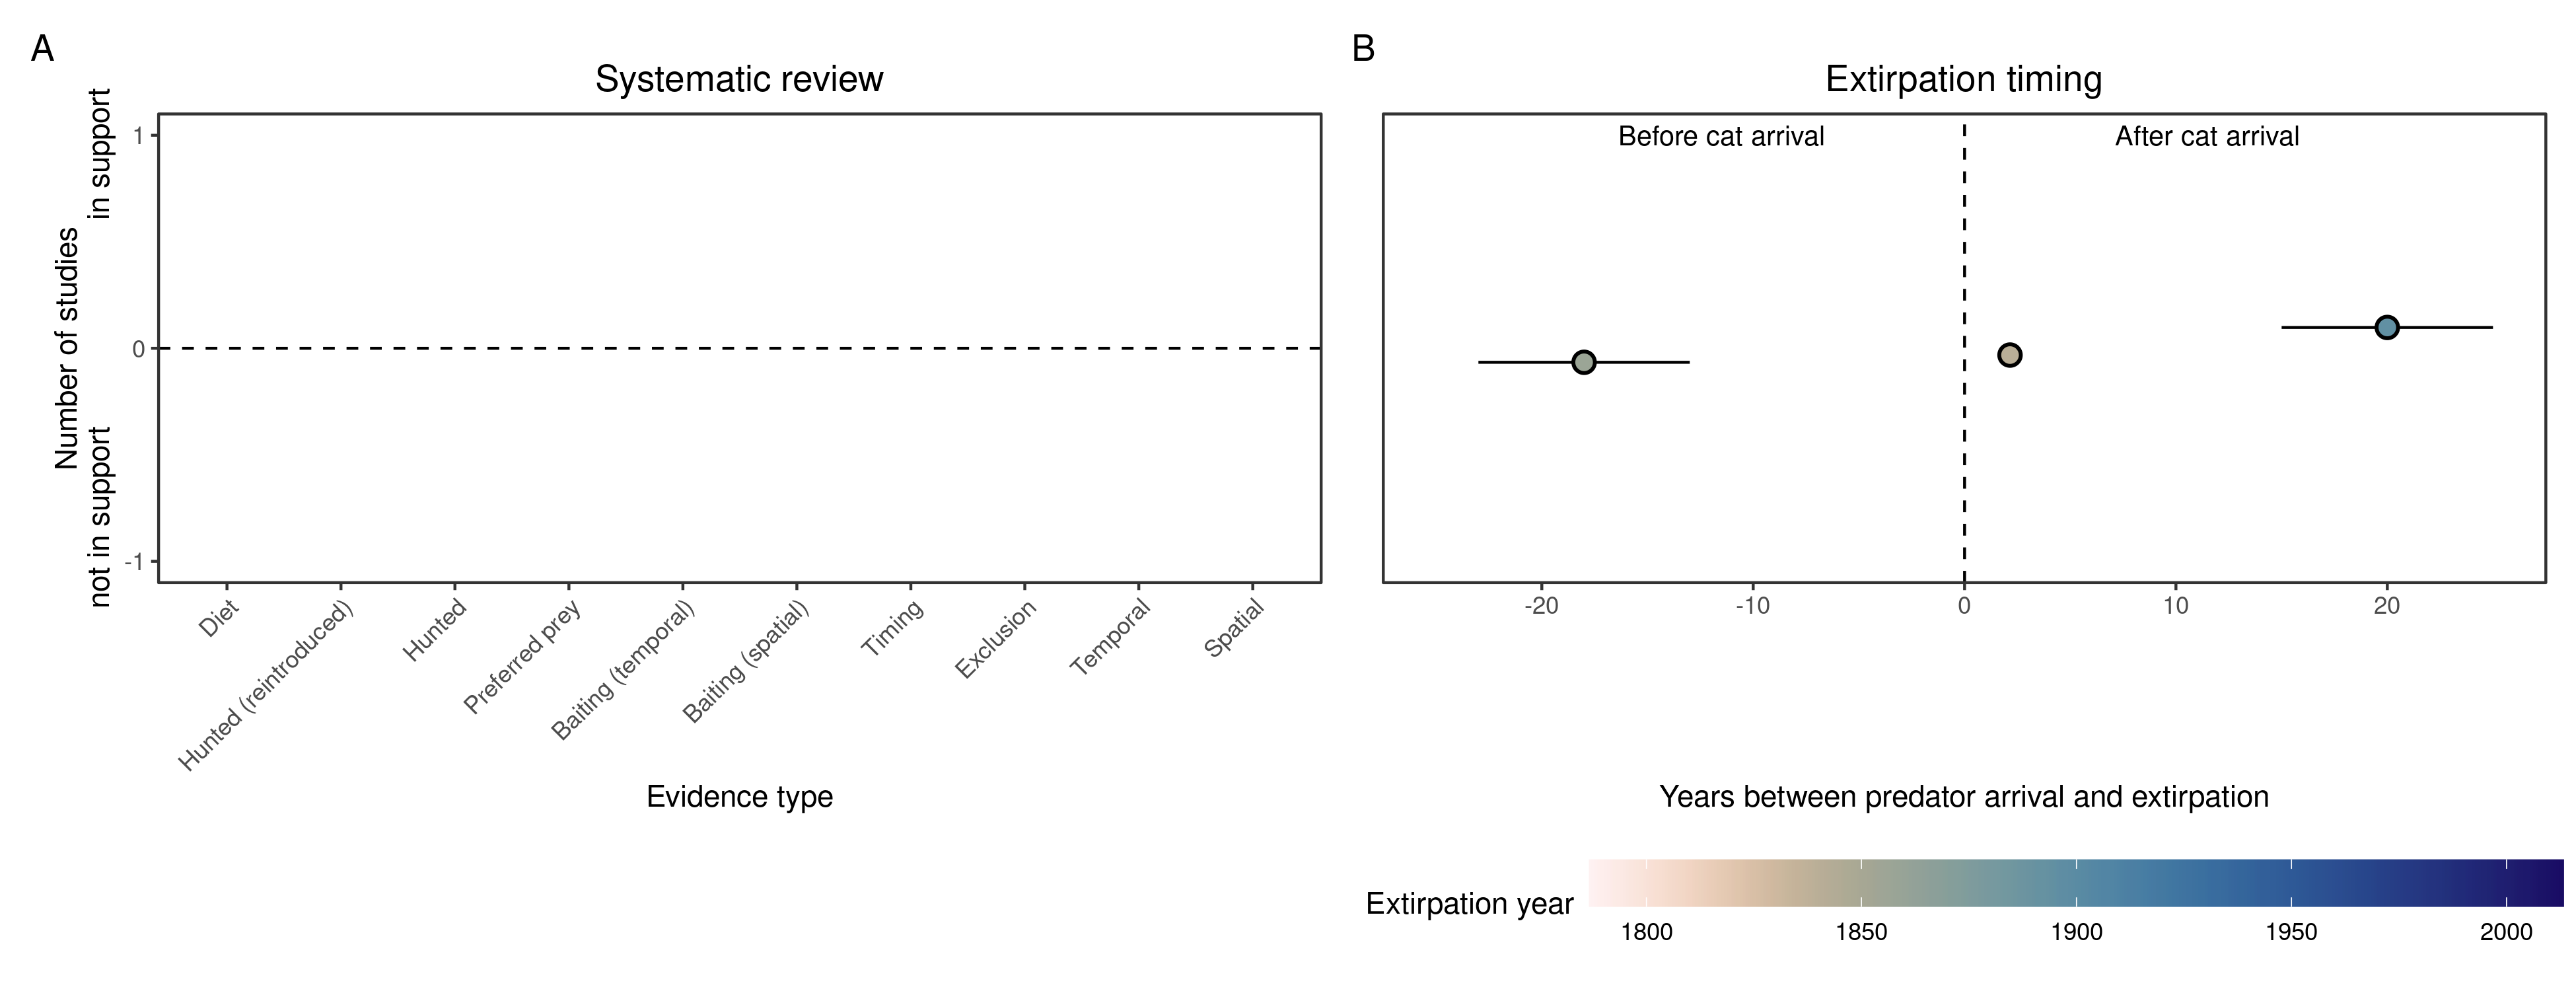 A
Systematic review
Number of studies
not in support
in support
1
0
-1
Diet
Hunted (reintroduced)
Hunted
Preferred prey
Baiting (temporal)
Baiting (spatial)
Timing
Exclusion
Temporal
Spatial
Evidence type
B
Extirpation timing
Before cat arrival
After cat arrival
-20
-10
0
10
20
Years between predator arrival and extirpation
Extirpation year
1800
1850
1900
1950
2000